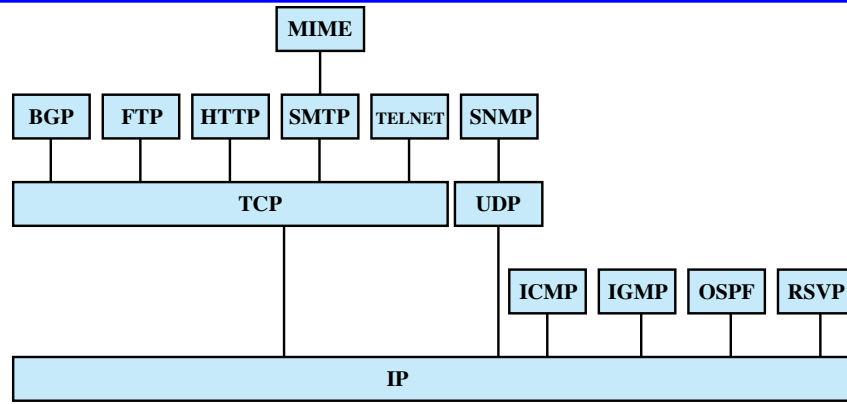 MIME
BGP FTP HTTP SMTP TELNET SNMP
TCP UDP
ICMP IGMP OSPF RSVP
IP